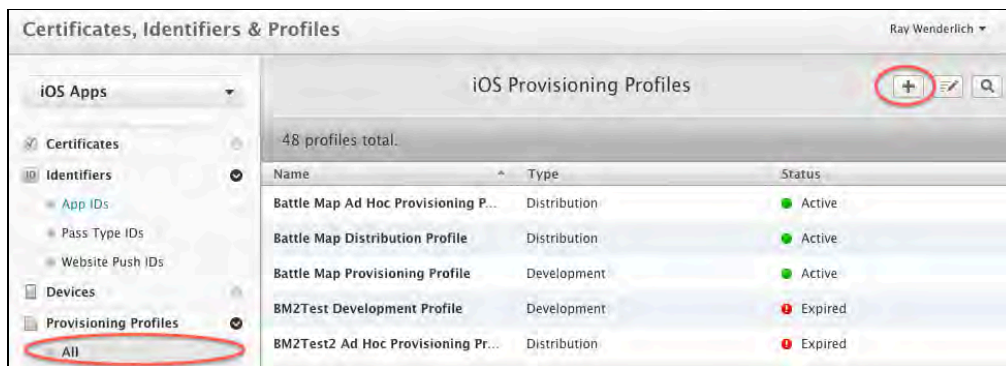 Certificates, Identifiers & Profiles
Ray Wenderlich
iOS Apps
Certificates
ID Identifiers
App IDs
Pass Type IDs
Website Push IDs
Devices
Provisioning Profiles
All
iOS Provisioning Profiles
48 profiles total.
Name Type Status
Battle Map Ad Hoc Provisioning P... Distribution Active
Battle Map Distribution Profile Distribution Active
Battle Map Provisioning Profile Development Active
BM2Test Development Profile Development Expired
BM2Test2 Ad Hoc Provisioning Pr... Distribution Expired